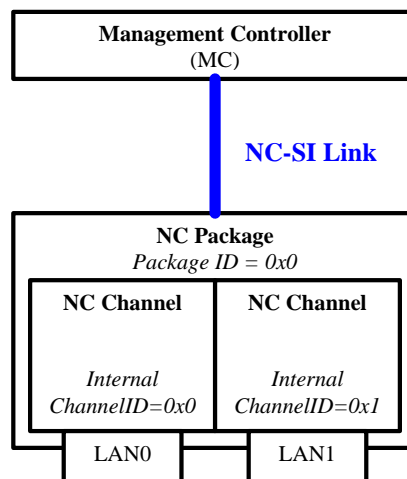 Management Controller
(MC)
NC-SI Link
NC Package
Package ID = 0x0
NC Channel
Internal
ChannelID=0x0
NC Channel
Internal
ChannelID=0x1
LAN0
LAN1